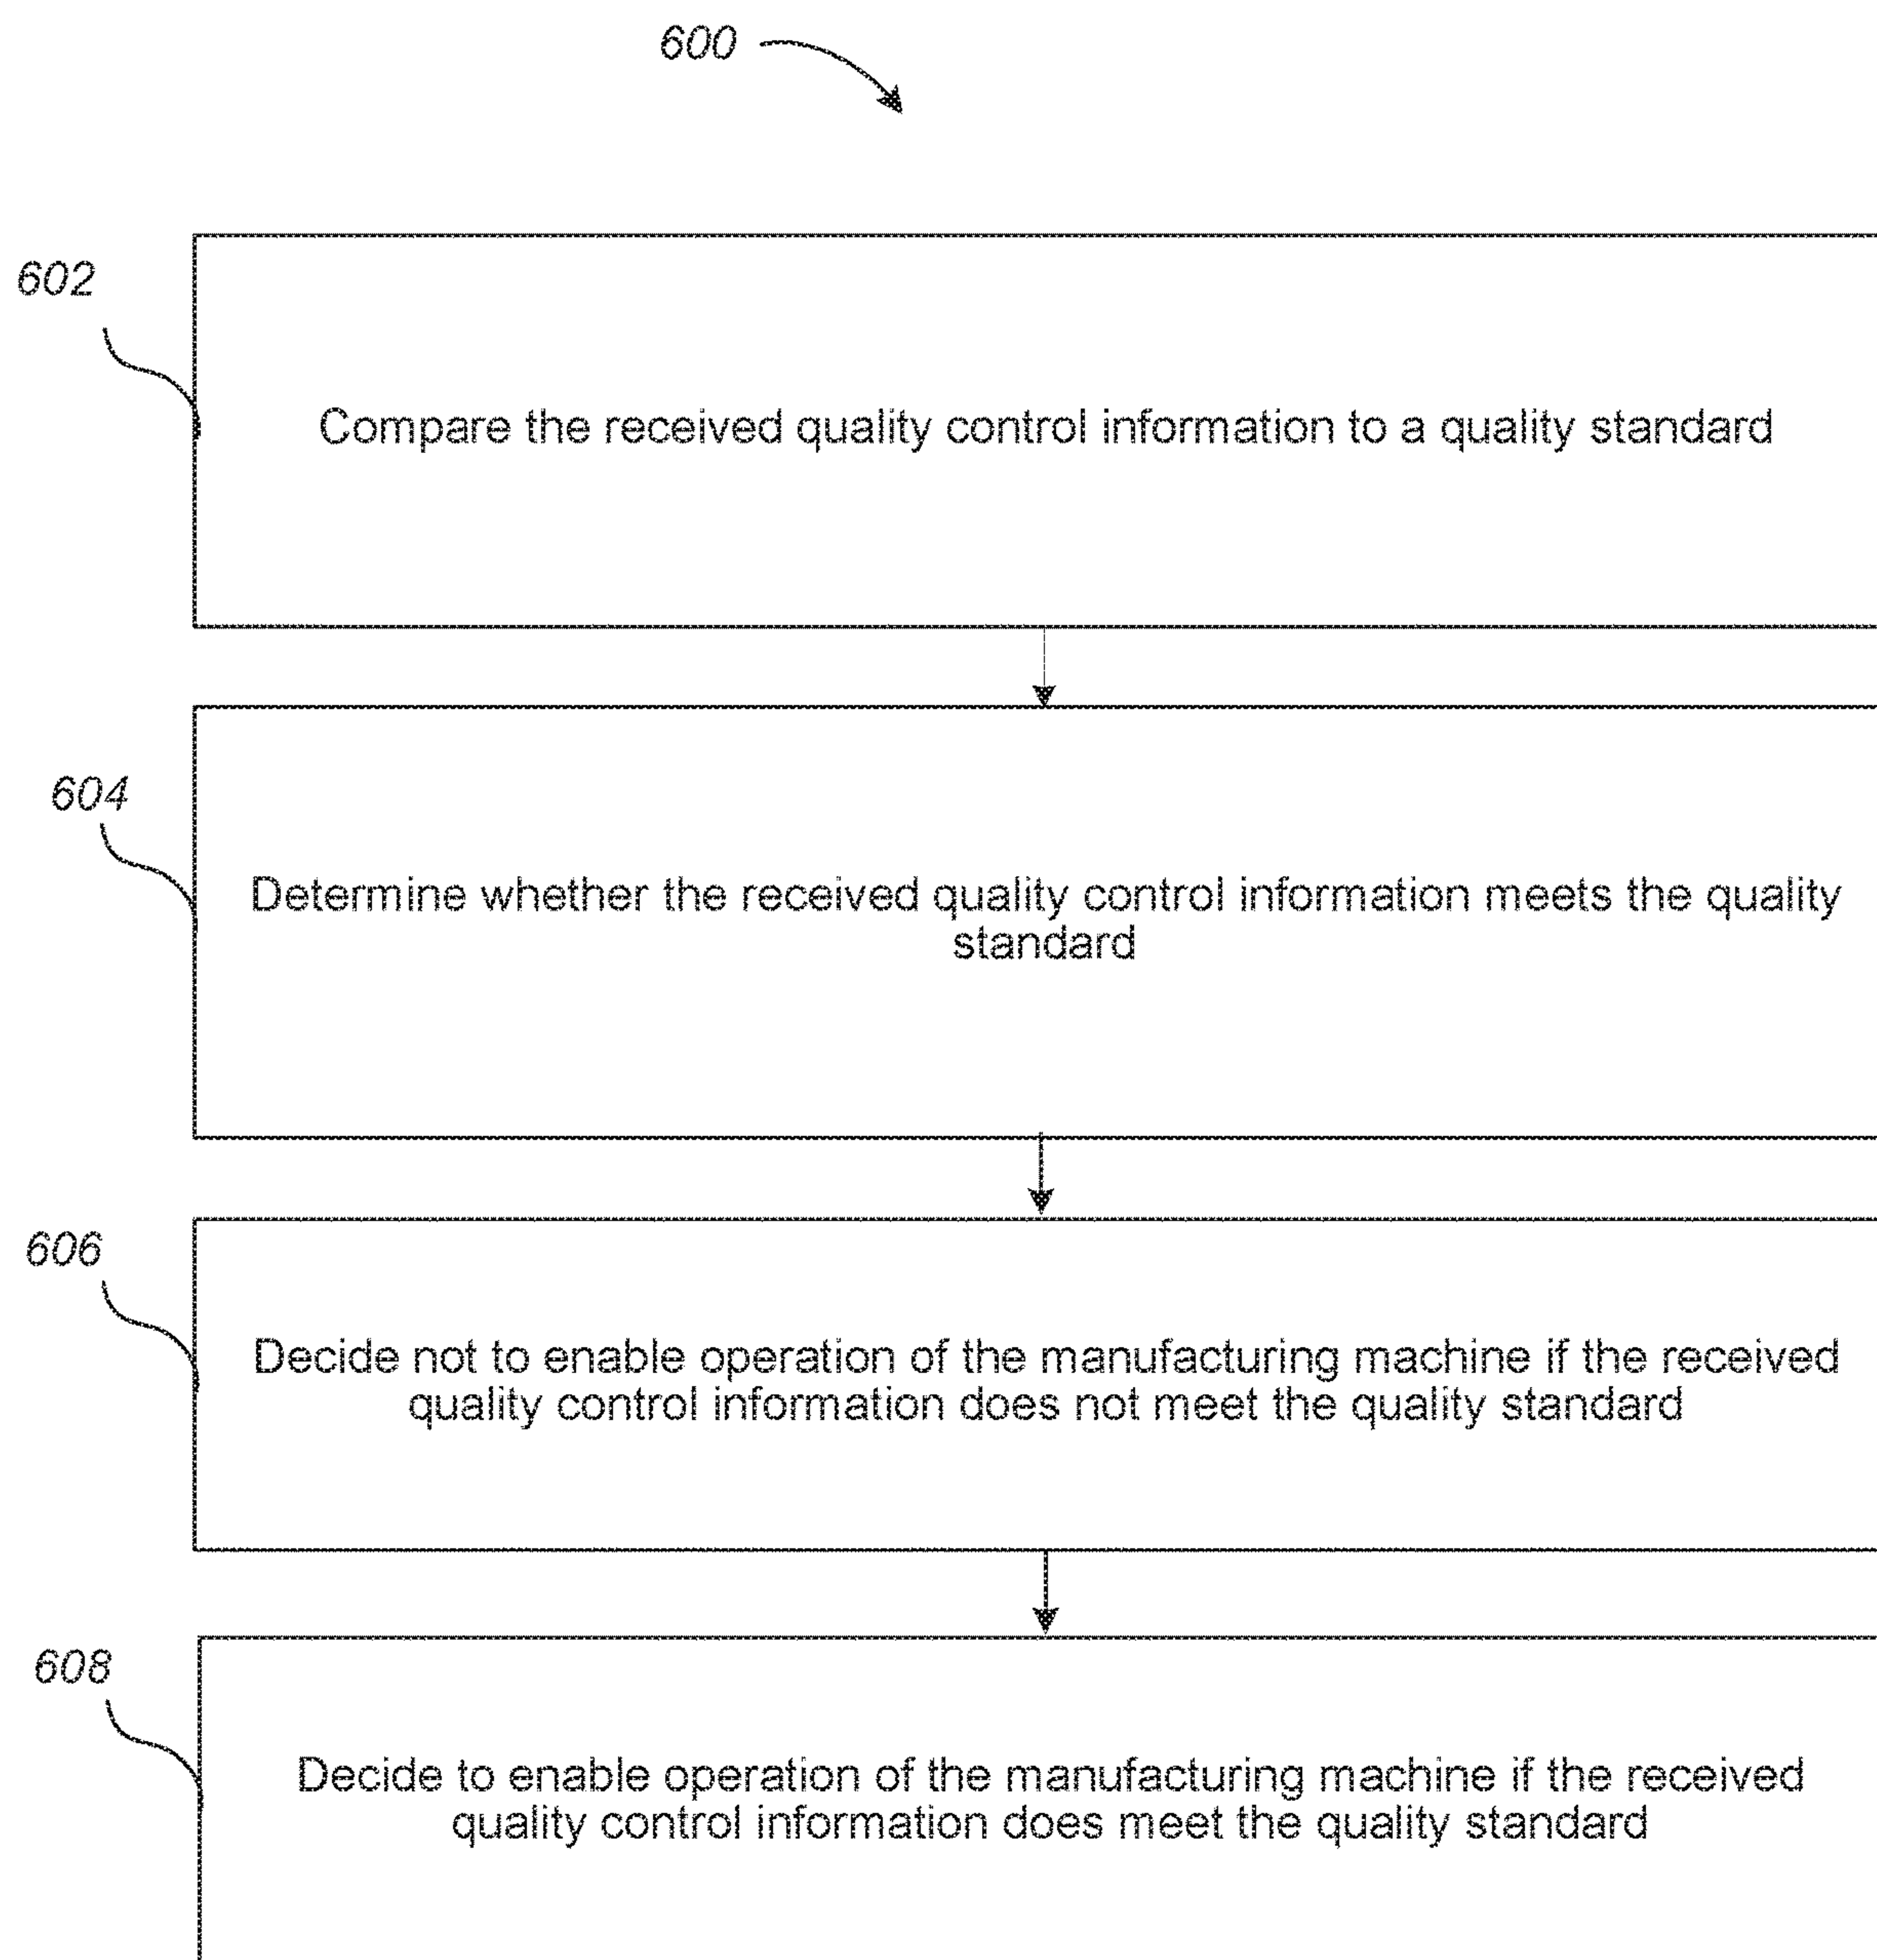 600
602
Compare the received quality control information to a quality standard
604
Determine whether the received quality control information meets the quality
standard
606
Decide not to enable operation of the manufacturing machine if the received
quality control information does not meet the quality standard
608
Decide to enable operation of the manufacturing machine if the received
quality control information does meet the quality standard